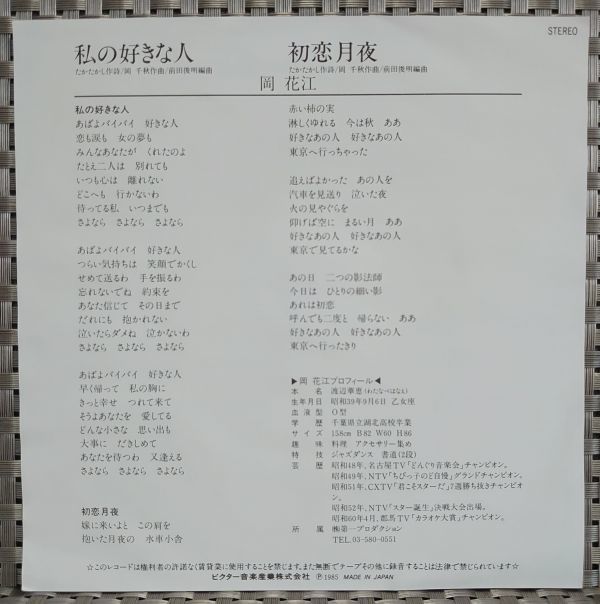 STEREO
私の好きな人
たかたかし作詩/岡 千秋作曲/前田俊明編曲
初恋月夜
たかたかし作詩/岡 千秋作曲/前田俊明編曲
岡 花江
私の好きな人
あばよバイバイ 好きな人
恋も涙も 女の夢も
みんなあなたが くれたのよ
たとえ二人は 別れても
いつも心は 離れない
どこへも 行かないわ
待ってる私 いつまでも
さよなら さよなら さよなら
あばよバイバイ 好きな人
つらい気持ちは 笑顔でかくし
せめて送るわ 手を振るわ
忘れないでね 約束を
あなた信じて その日まで
だれにも 抱かれない
泣いたらダメね 泣かないわ
さよなら さよなら さよなら
あばよバイバイ 好きな人
早く帰って 私の胸に
きっと幸せ つれて来て
そうよあなたを 愛してる
どんな小さな 思い出も
大事に だきしめて
あなたを待つわ 又逢える
さよなら さよなら さよなら
初恋月夜
嫁に来いよと この肩を
抱いた月夜の 水車小舎
赤い柿の実
淋しくゆれる 今は秋 ああ
好きなあの人 好きなあの人
東京へ行っちゃった
追えばよかった あの人を
汽車を見送り 泣いた夜
火の見やぐらを
仰げば空に まるい月 ああ
好きなあの人 好きなあの人
東京で見てるかな
あの日 二つの影法師
今日は ひとりの細い影
あれは初恋
呼んでも二度と 帰らない ああ
好きなあの人 好きなあの人
東京へ行ったきり
▶岡 花江プロフィール◀
本名 渡辺華恵(わたなべはなえ)
生年月日 昭和39年9月6日 乙女座
血液型 O型
学歴 千葉県立湖北高校卒業
サイズ 158cm B82 W60 H86
趣味 料理 アクセサリー集め
特技 ジャズダンス 書道(2段)
芸歴 昭和48年、名古屋TV「どんぐり音楽会」チャンピオン。
昭和49年、NTV「ちびっ子のど自慢」グランドチャンピオン。
昭和51年、CXTV「君こそスターだ」7週勝ち抜きチャンピオン。
昭和52年、NTV「スター誕生」決戦大会出場。
昭和60年4月、群馬TV「カラオケ大賞」チャンピオン。
所属 ㈱第一プロダクション
TEL.03-580-0551
☆このレコードは権利者の許諾なく賃貸業に使用することを禁じます。また無断でテープその他に録音することは法律で禁じられています☆
ビクター音楽産業株式会社 Ⓟ1985 MADE IN JAPAN